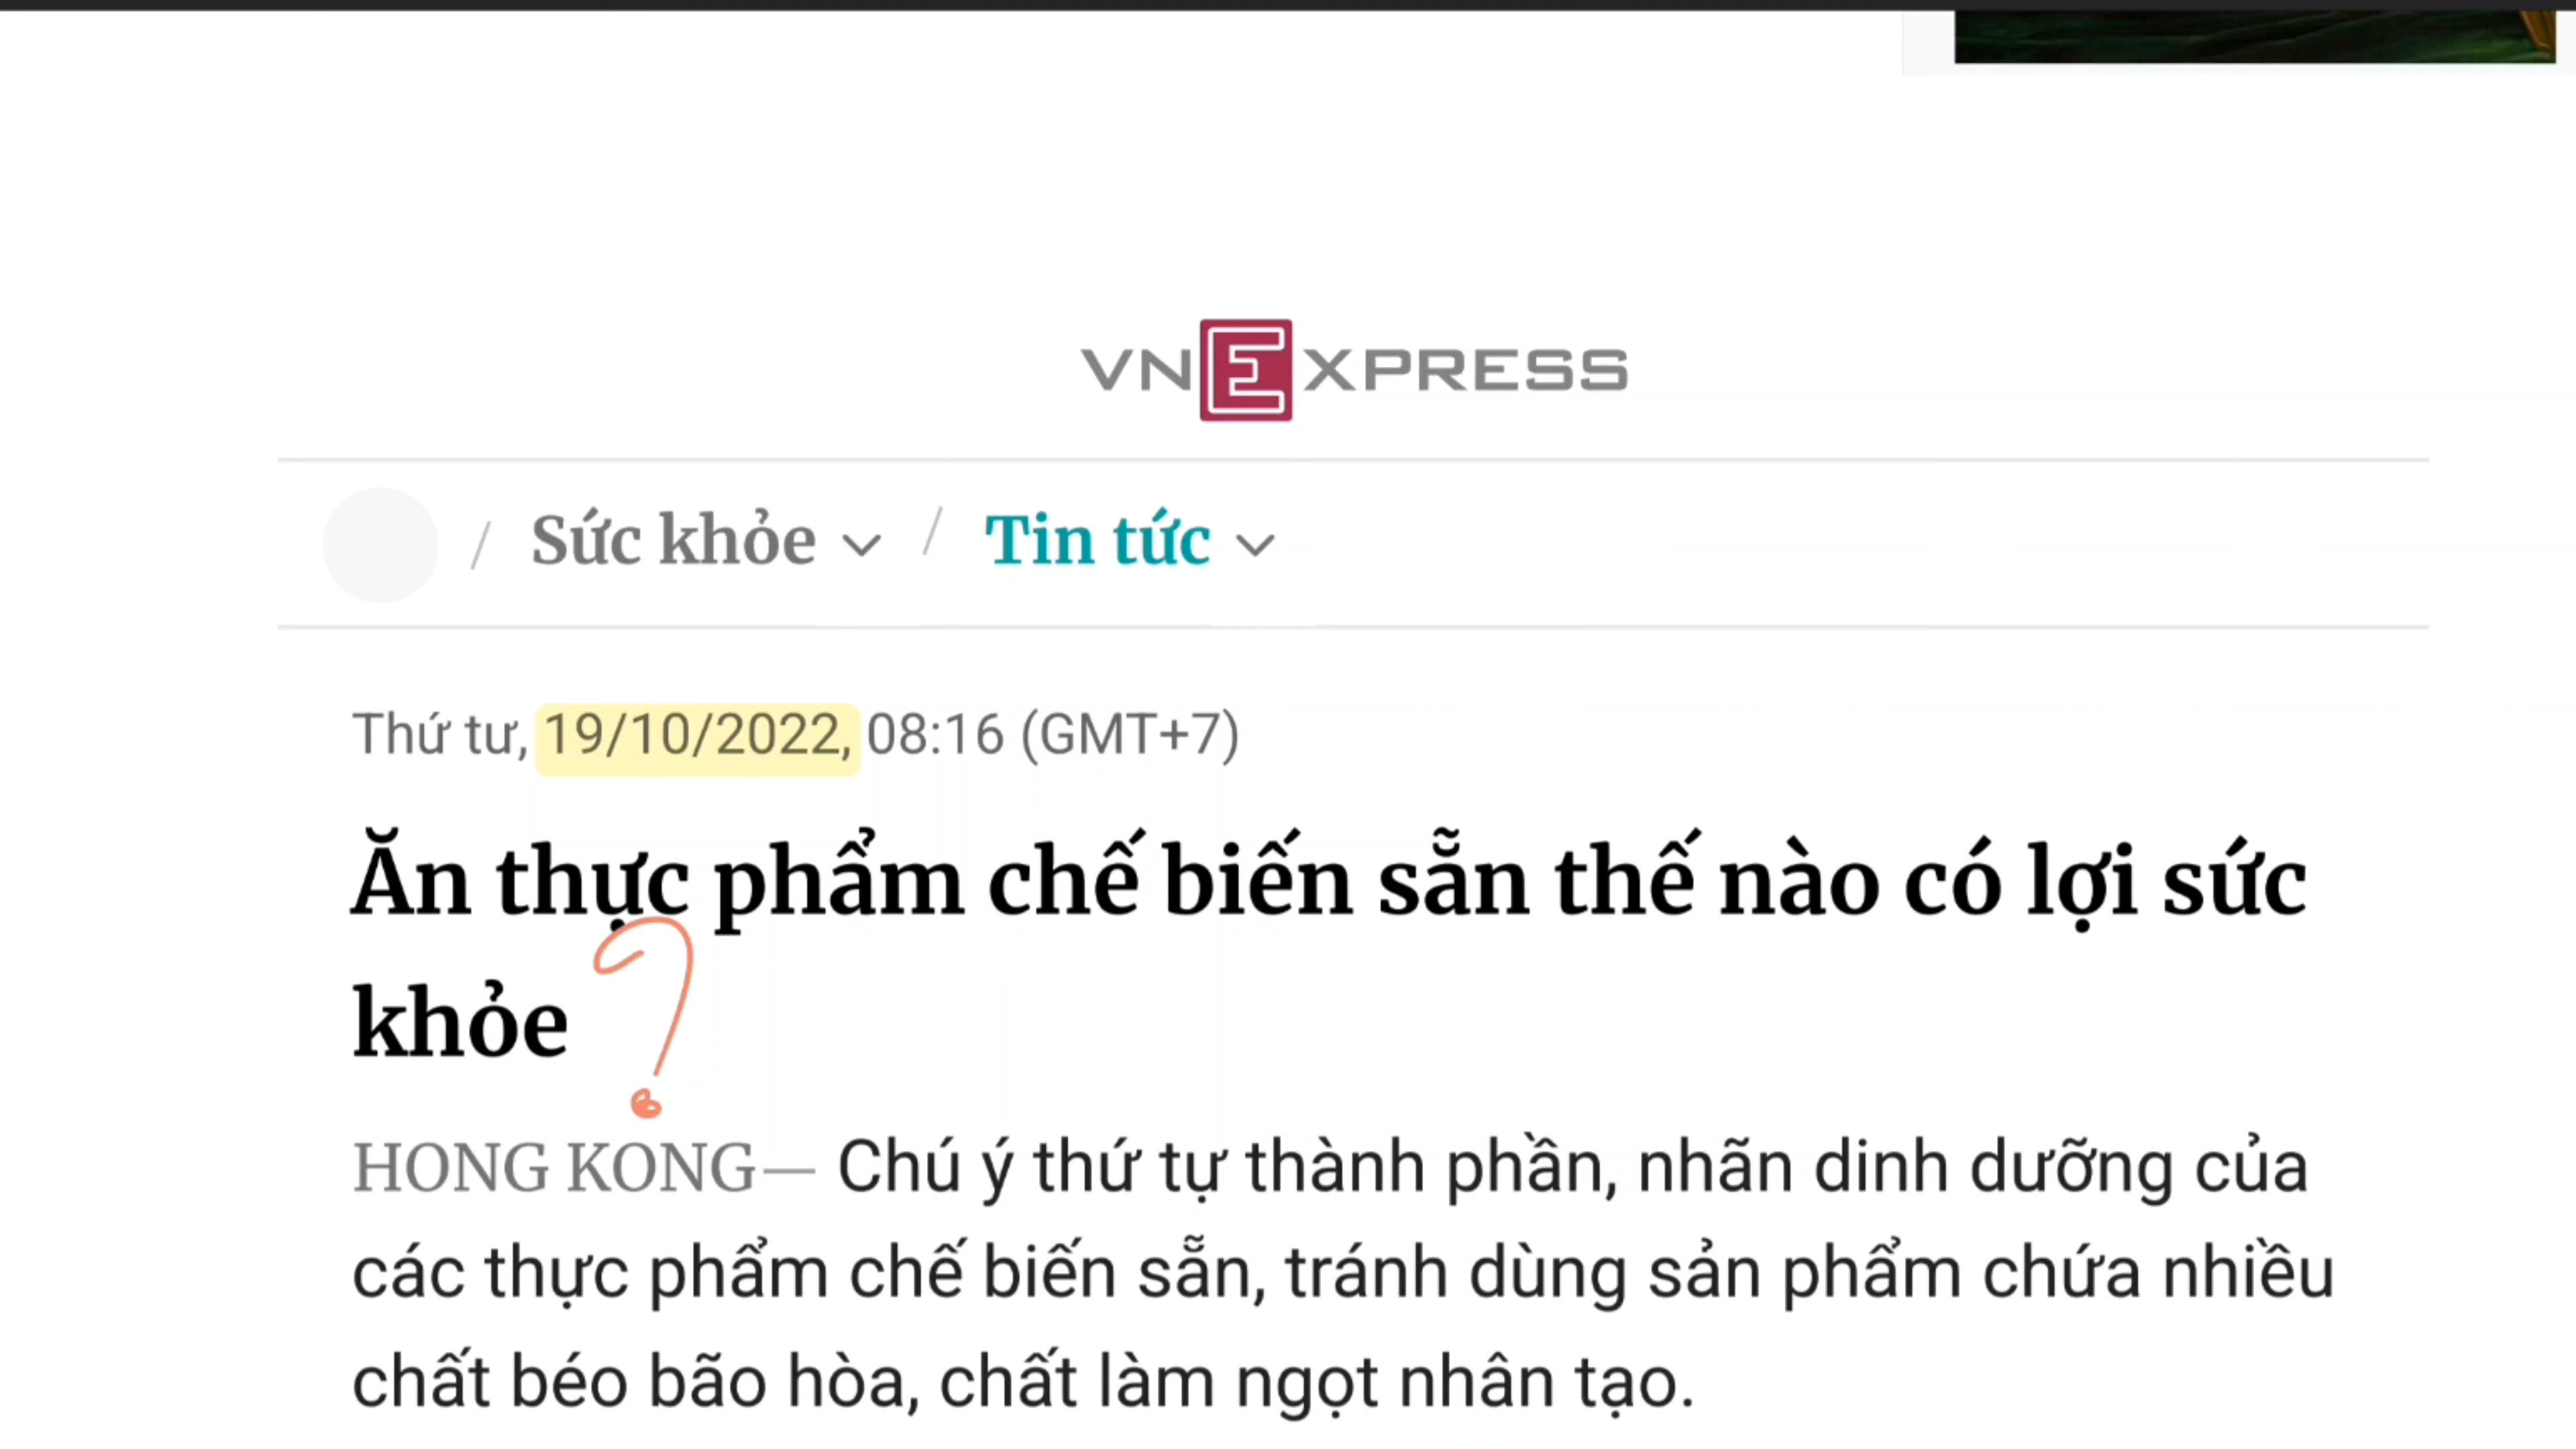 VNEXPRESS
/ Sức khỏe / Tin tức
Thứ tư, 19/10/2022, 08:16 (GMT+7)
Ăn thực phẩm chế biến sẵn thế nào có lợi sức
khỏe ?
HONG KONG— Chú ý thứ tự thành phần, nhãn dinh dưỡng của
các thực phẩm chế biến sẵn, tránh dùng sản phẩm chứa nhiều
chất béo bão hòa, chất làm ngọt nhân tạo.